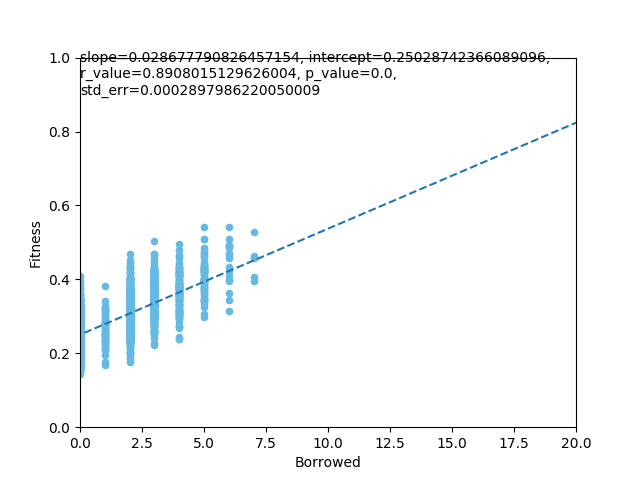 slope=0.028677790826457154, intercept=0.25028742366089096,
r_value=0.8908015129626004, p_value=0.0,
std_err=0.0002897986220050009
1.0
0.8
0.6
0.4
0.2
0.0
Fitness
0.0 2.5 5.0 7.5 10.0 12.5 15.0 17.5 20.0
Borrowed